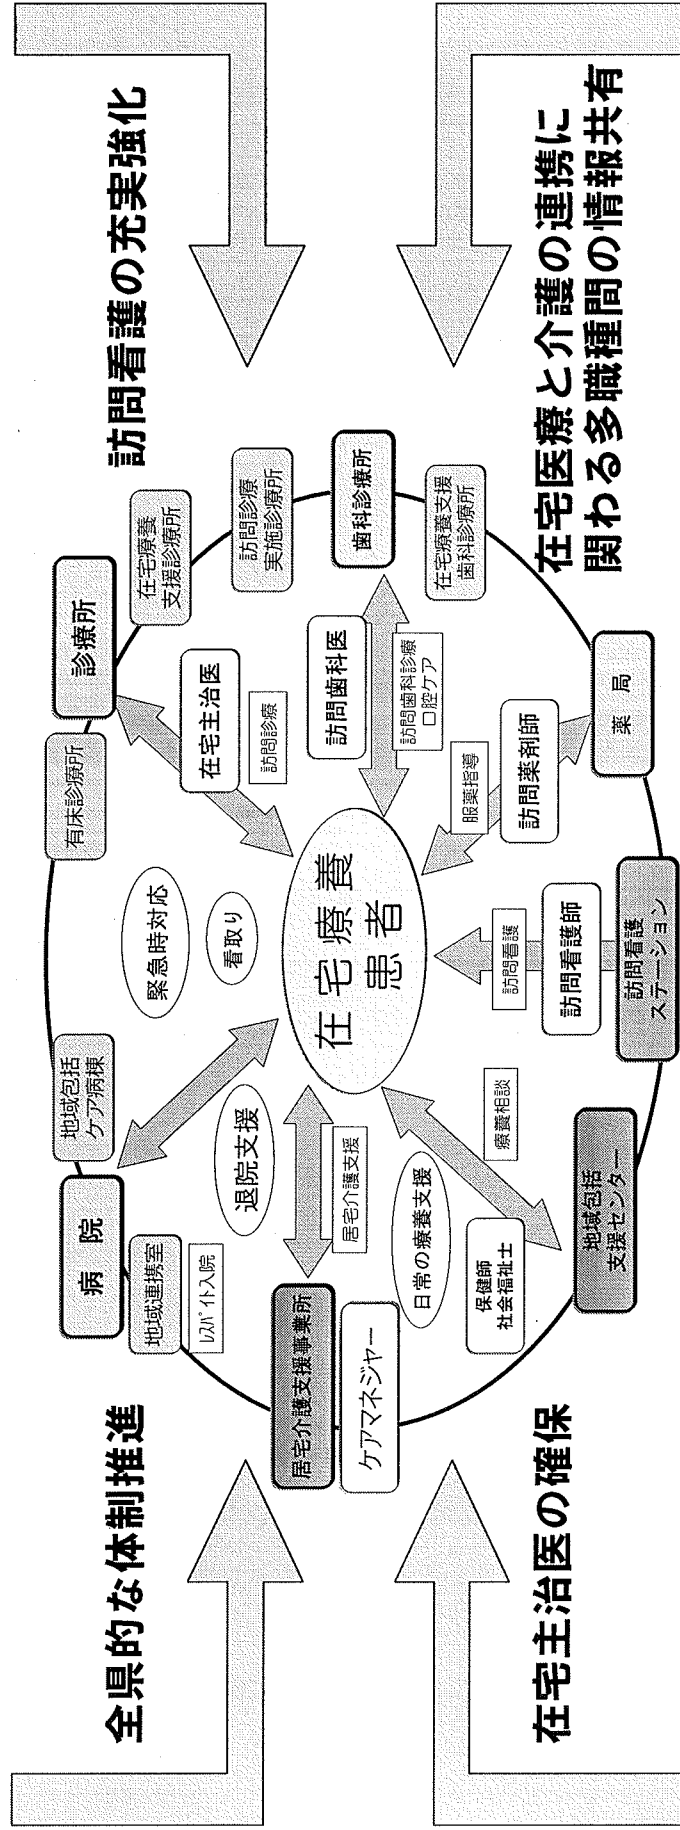 全県的な体制推進
訪問看護の充実強化
病　院
地域包括
ケア病棟
有床診療所
診療所
在宅療養
支援診療所
地域連携室
ﾚｽﾊﾟｲﾄ入院
緊急時対応
看取り
在宅主治医
訪問診療
訪問診療
実施診療所
退院支援
居宅介護支援事業所
ケアマネジャー
居宅介護支援
在宅療養
患者
訪問歯科医
訪問歯科診療
口腔ケア
歯科診療所
在宅療養支援
歯科診療所
日常の療養支援
保健師
社会福祉士
療養相談
地域包括
支援センター
訪問看護
訪問看護師
訪問看護
ステーション
服薬指導
訪問薬剤師
薬　局
在宅主治医の確保
在宅医療と介護の連携に
関わる多職種間の情報共有